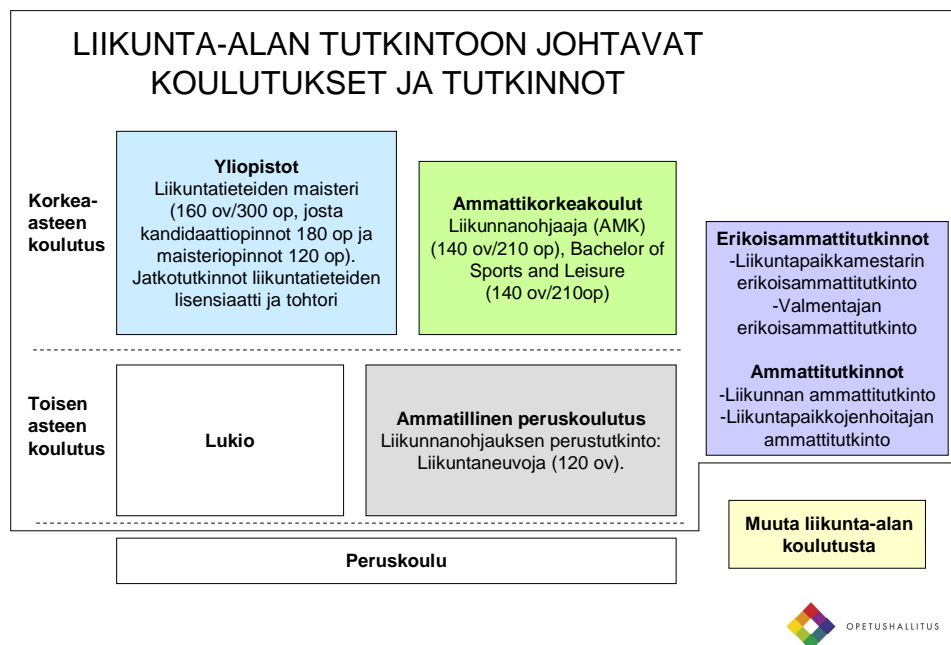 LIIKUNTA-ALAN TUTKINTOON JOHTAVAT
KOULUTUKSET JA TUTKINNOT
Korkea-
asteen
koulutus
Yliopistot
Liikuntatieteiden maisteri
(160 ov/300 op, josta
kandidaattiopinnot 180 op ja
maisteriopinnot 120 op).
Jatkotutkinnot liikuntatieteiden
lisensiaatti ja tohtori
Ammattikorkeakoulut
Liikunnanohjaaja (AMK)
(140 ov/210 op), Bachelor of
Sports and Leisure
(140 ov/210op)
Erikoisammattitutkinnot
-Liikuntapaikkamestarin
erikoisammattitutkinto
-Valmentajan
erikoisammattitutkinto
Ammattitutkinnot
-Liikunnan ammattitutkinto
-Liikuntapaikkojenhoitajan
ammattitutkinto
Toisen
asteen
koulutus
Lukio
Ammatillinen peruskoulutus
Liikunnanohjauksen perustutkinto:
Liikuntaneuvoja (120 ov).
Muuta liikunta-alan
koulutusta
Peruskoulu
OPETUSHALLITUS